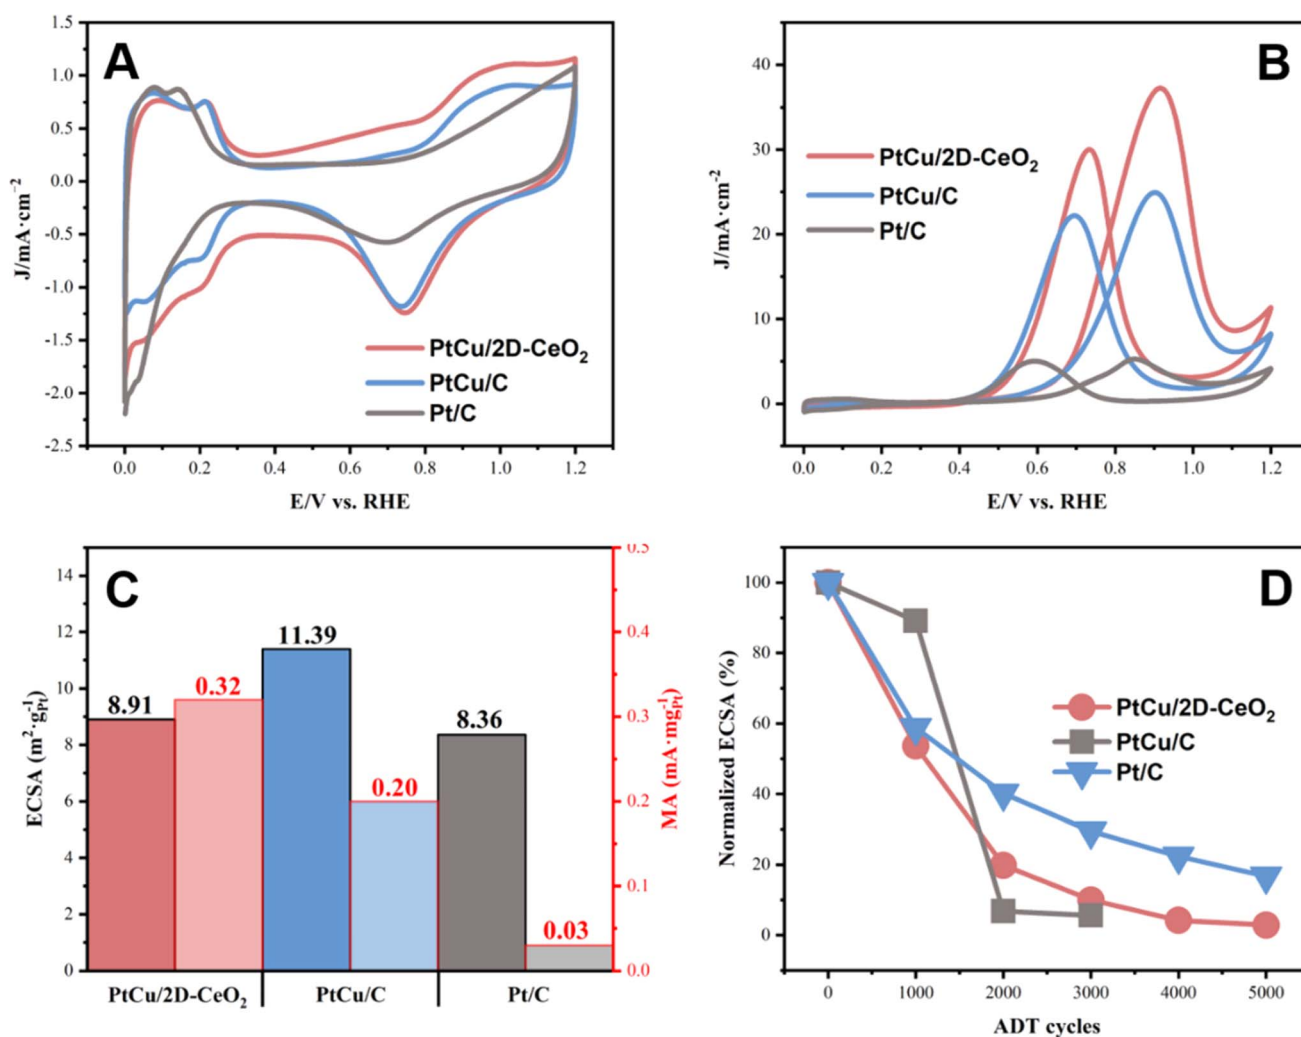 A
1.5
1.0
0.5
0.0
-0.5
-1.0
-1.5
-2.0
-2.5
J/mA·cm⁻²
PtCu/2D-CeO₂
PtCu/C
Pt/C
0.0 0.2 0.4 0.6 0.8 1.0 1.2
E/V vs. RHE
B
40
30
20
10
0
J/mA·cm⁻²
PtCu/2D-CeO₂
PtCu/C
Pt/C
0.0 0.2 0.4 0.6 0.8 1.0 1.2
E/V vs. RHE
C
14
12
10
8
6
4
2
0
ECSA (m²·g⁻¹Pt)
8.91
0.32
11.39
0.20
8.36
0.03
0.5
0.4
0.3
0.2
0.1
0.0
MA (mA·mg⁻¹Pt)
PtCu/2D-CeO₂ PtCu/C Pt/C
D
100
80
60
40
20
0
Normalized ECSA (%)
PtCu/2D-CeO₂
PtCu/C
Pt/C
0 1000 2000 3000 4000 5000
ADT cycles